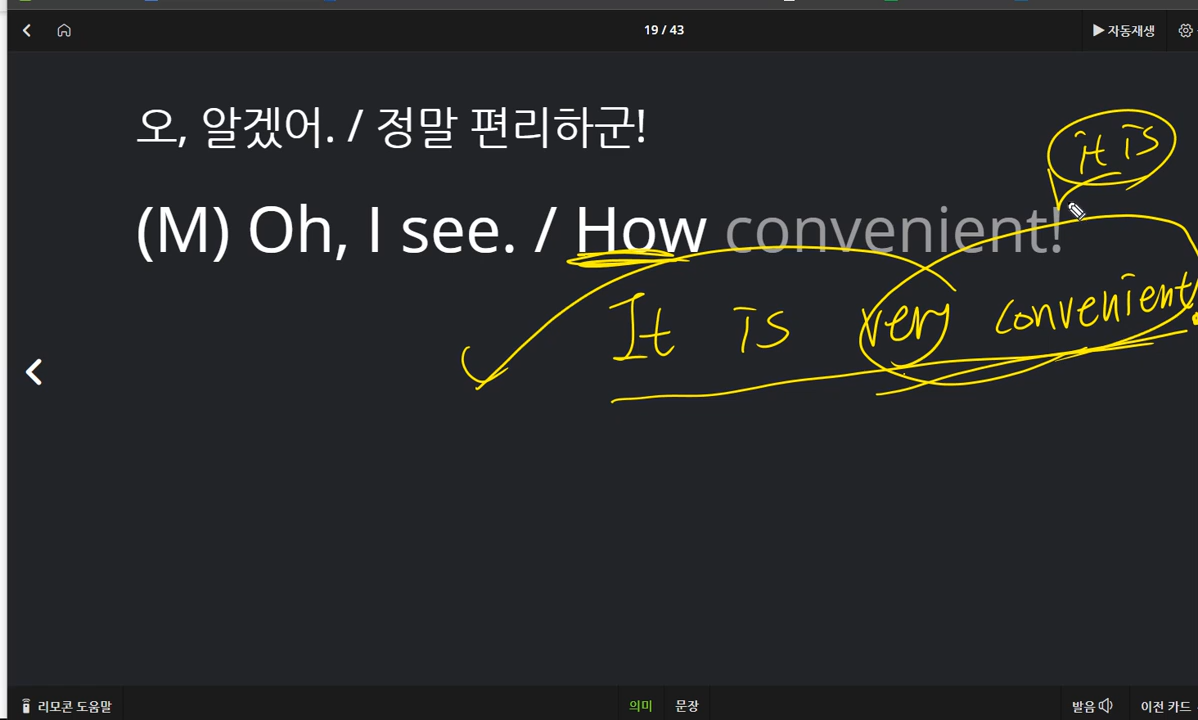 19 / 43
▶ 자동재생
오, 알겠어. / 정말 편리하군!
it is
(M) Oh, I see. / How convenient!
It is very convenient!
리모콘 도움말
의미
문장
발음
이전 카드